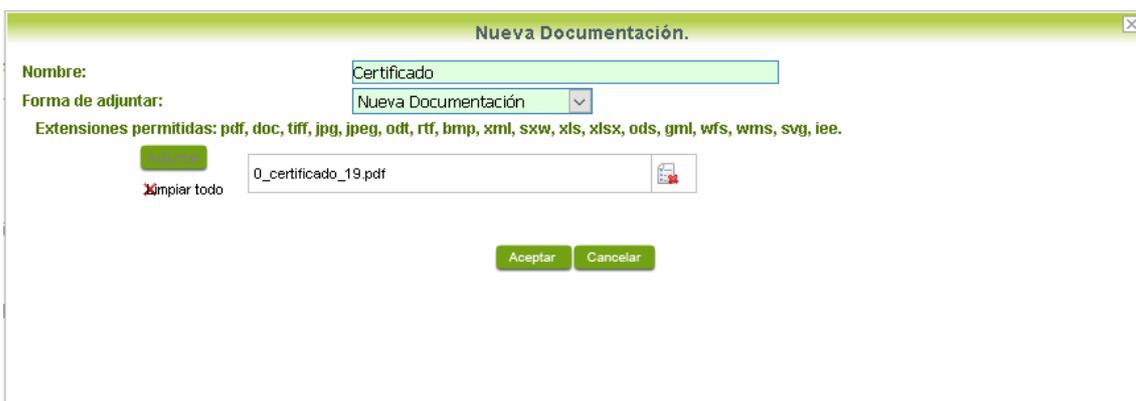 Nueva Documentación.
Nombre:
Certificado
Forma de adjuntar:
Nueva Documentación
Extensiones permitidas: pdf, doc, tiff, jpg, jpeg, odt, rtf, bmp, xml, sxw, xls, xlsx, ods, gml, wfs, wms, svg, iee.
Adjuntar
0_certificado_19.pdf
Limpiar todo
Aceptar
Cancelar